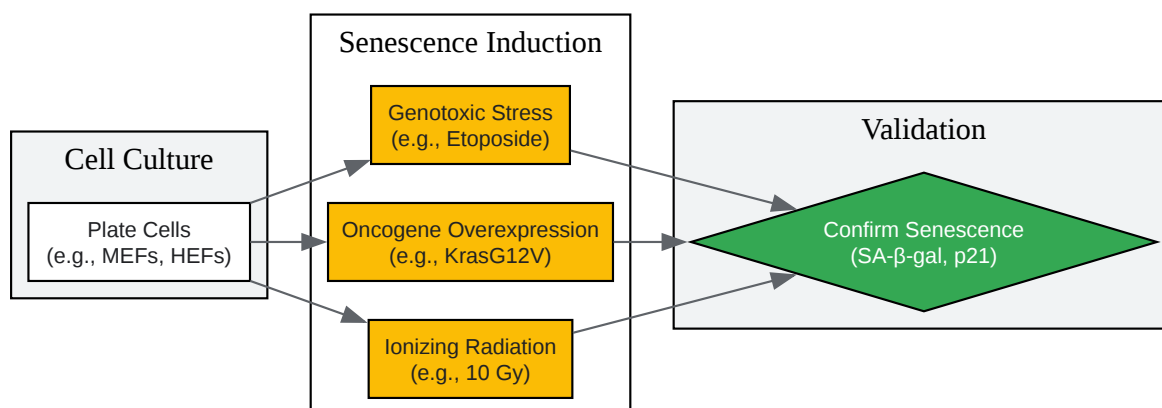 Cell Culture
Plate Cells
(e.g., MEFs, HEFs)
Senescence Induction
Genotoxic Stress
(e.g., Etoposide)
Oncogene Overexpression
(e.g., KrasG12V)
Ionizing Radiation
(e.g., 10 Gy)
Validation
Confirm Senescence
(SA-β-gal, p21)